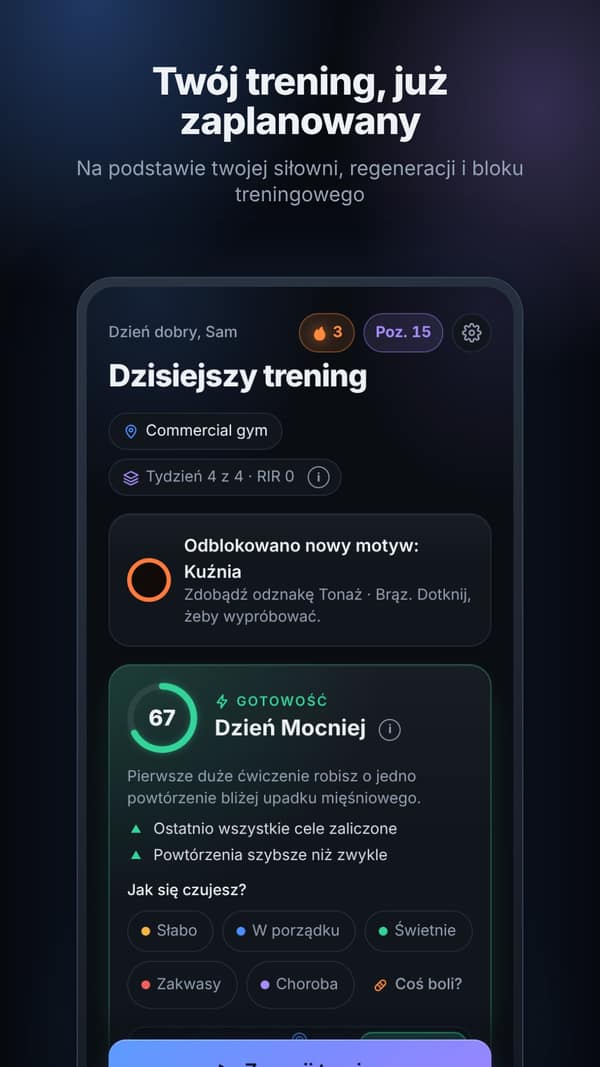 Twój trening, już
zaplanowany
Na podstawie twojej siłowni, regeneracji i bloku
treningowego
Dzień dobry, Sam
3
Poz. 15
Dzisiejszy trening
Commercial gym
Tydzień 4 z 4 · RIR 0
Odblokowano nowy motyw:
Kuźnia
Zdobądź odznakę Tonaż · Brąz. Dotknij,
żeby wypróbować.
67
GOTOWOŚĆ
Dzień Mocniej
Pierwsze duże ćwiczenie robisz o jedno
powtórzenie bliżej upadku mięśniowego.
Ostatnio wszystkie cele zaliczone
Powtórzenia szybsze niż zwykle
Jak się czujesz?
Słabo
W porządku
Świetnie
Zakwasy
Choroba
Coś boli?